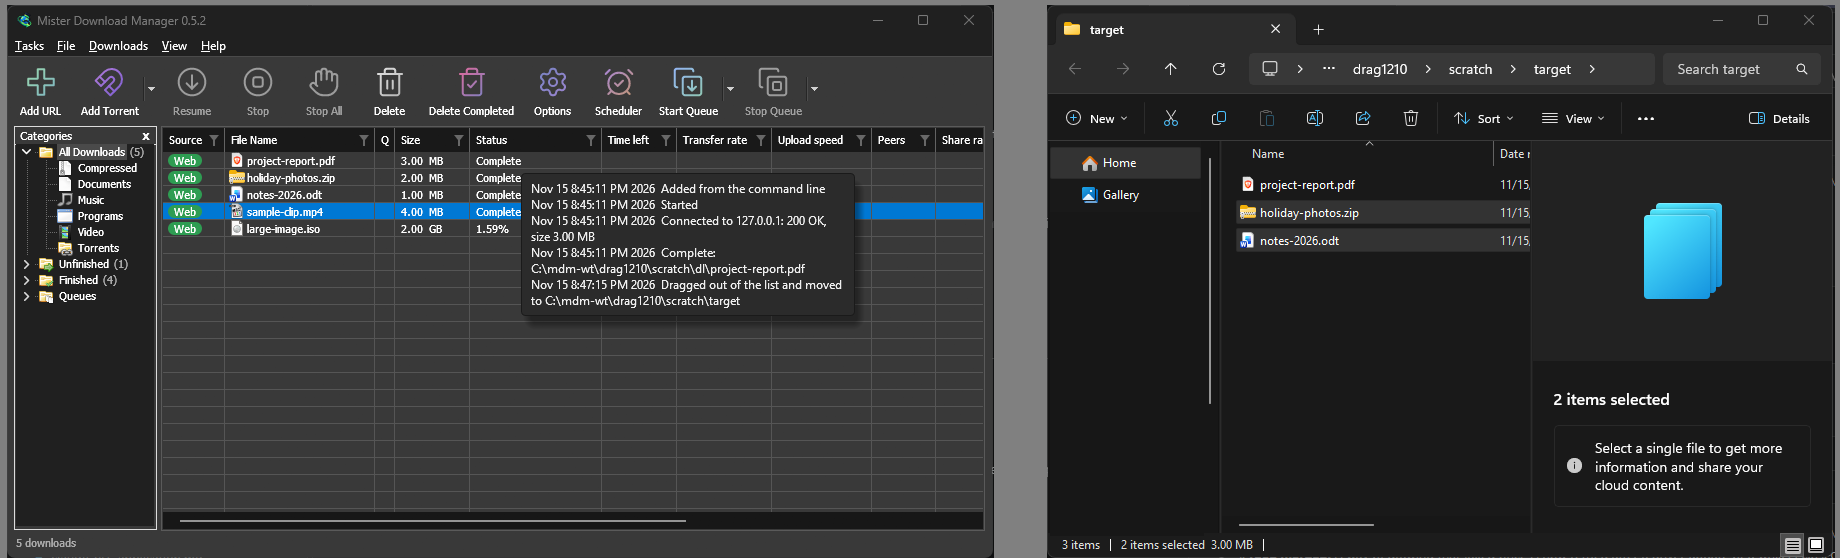 Mister Download Manager 0.5.2
Tasks File Downloads View Help
Add URL Add Torrent Resume Stop Stop All Delete Delete Completed Options Scheduler Start Queue Stop Queue
Categories x
All Downloads (5)
Compressed
Documents
Music
Programs
Video
Torrents
Unfinished (1)
Finished (4)
Queues
Source File Name Q Size Status Time left Transfer rate Upload speed Peers Share ra
Web project-report.pdf 3.00 MB Complete
Web holiday-photos.zip 2.00 MB Complete
Web notes-2026.odt 1.00 MB Complete
Web sample-clip.mp4 4.00 MB Complete
Web large-image.iso 2.00 GB 1.59%
Nov 15 8:45:11 PM 2026 Added from the command line
Nov 15 8:45:11 PM 2026 Started
Nov 15 8:45:11 PM 2026 Connected to 127.0.0.1: 200 OK,
size 3.00 MB
Nov 15 8:45:11 PM 2026 Complete:
C:\mdm-wt\drag1210\scratch\dl\project-report.pdf
Nov 15 8:47:15 PM 2026 Dragged out of the list and moved
to C:\mdm-wt\drag1210\scratch\target
5 downloads
target
drag1210 scratch target
Search target
New Sort View Details
Home
Gallery
Name Date
project-report.pdf 11/15/
holiday-photos.zip 11/15/
notes-2026.odt 11/15/
2 items selected
Select a single file to get more
information and share your
cloud content.
3 items 2 items selected 3.00 MB